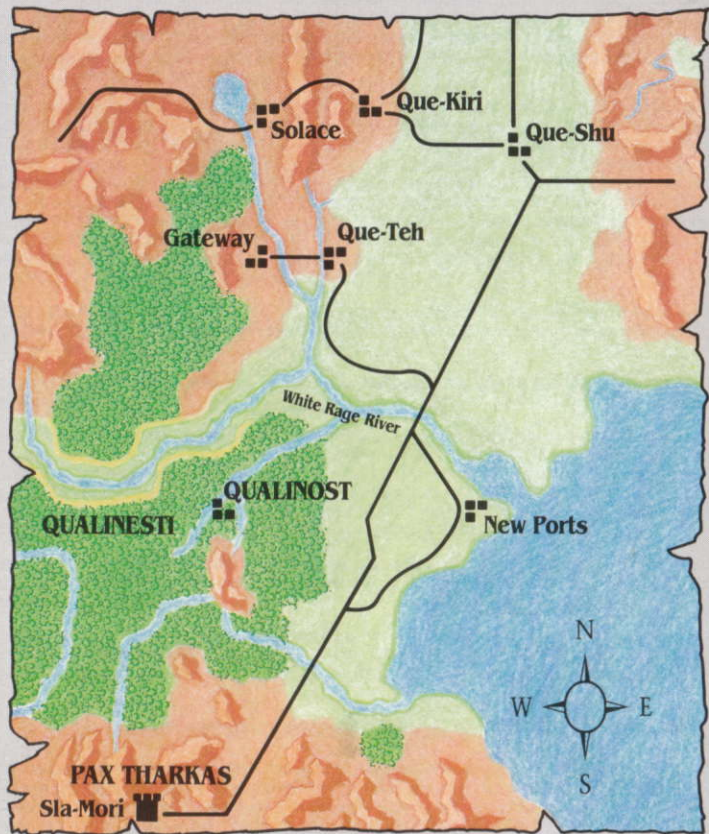 Que-Kiri
Solace
Que-Shu
Gateway
Que-Teh
White Rage River
QUALINOST
QUALINESTI
New Ports
N
W
E
S
PAX THARKAS
Sla-Mori